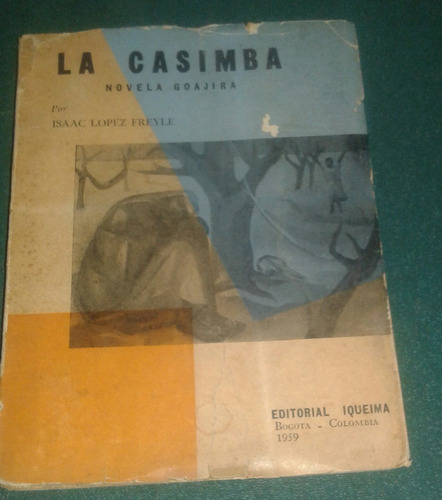 LA CASIMBA
NOVELA GOAJIRA
Por
ISAAC LOPEZ FREYLE
EDITORIAL IQUEIMA
BOGOTA - COLOMBIA
1959